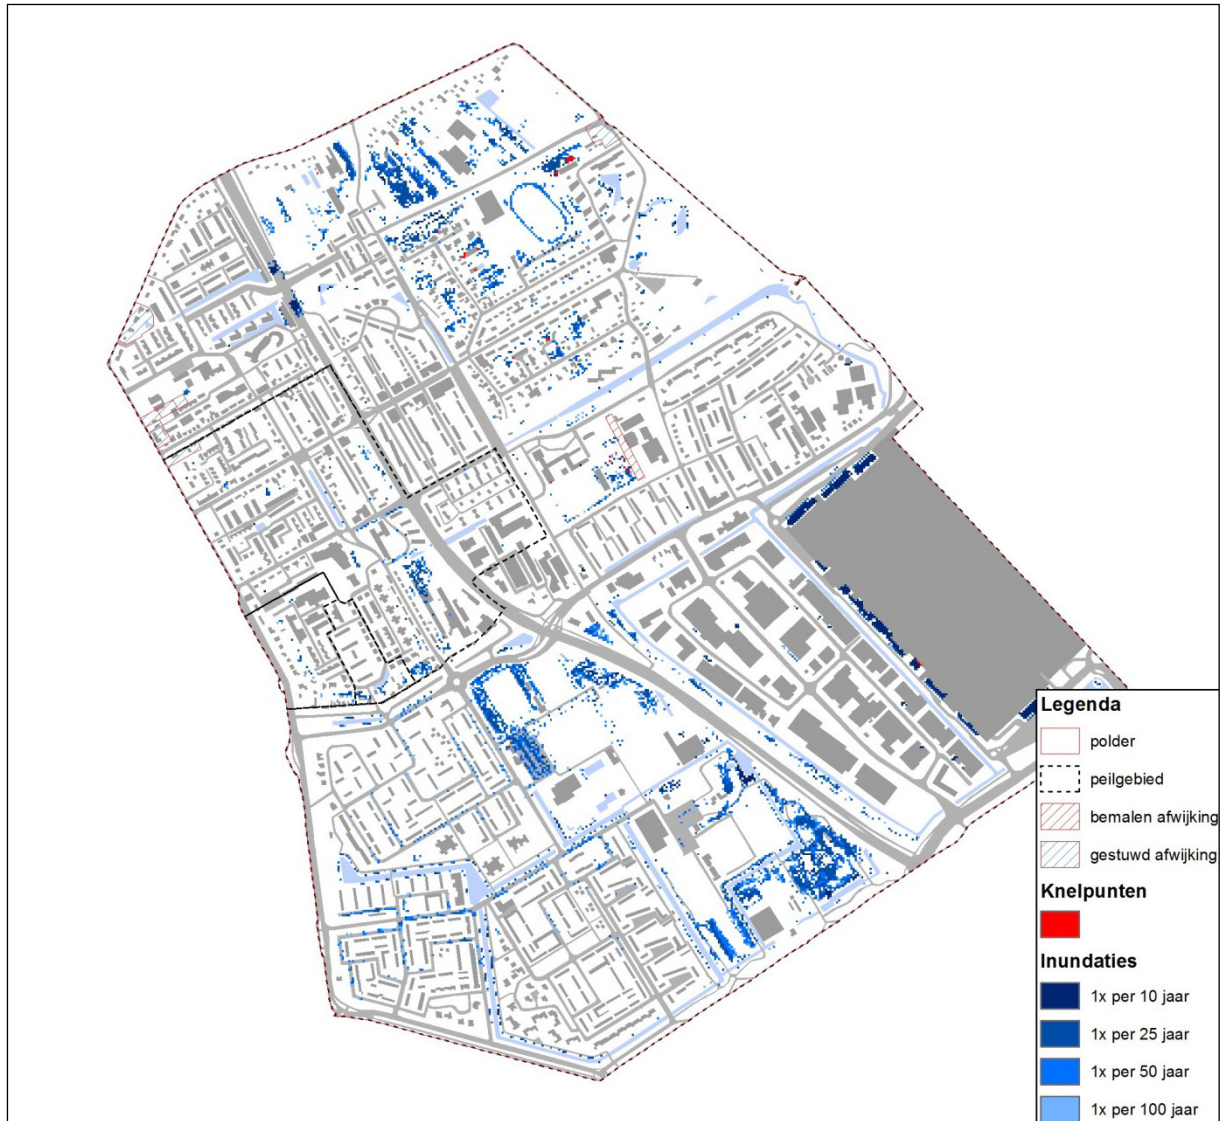 Legenda
polder
peilgebied
bemalen afwijking
gestuwd afwijking
Knelpunten
Inundaties
1x per 10 jaar
1x per 25 jaar
1x per 50 jaar
1x per 100 jaar